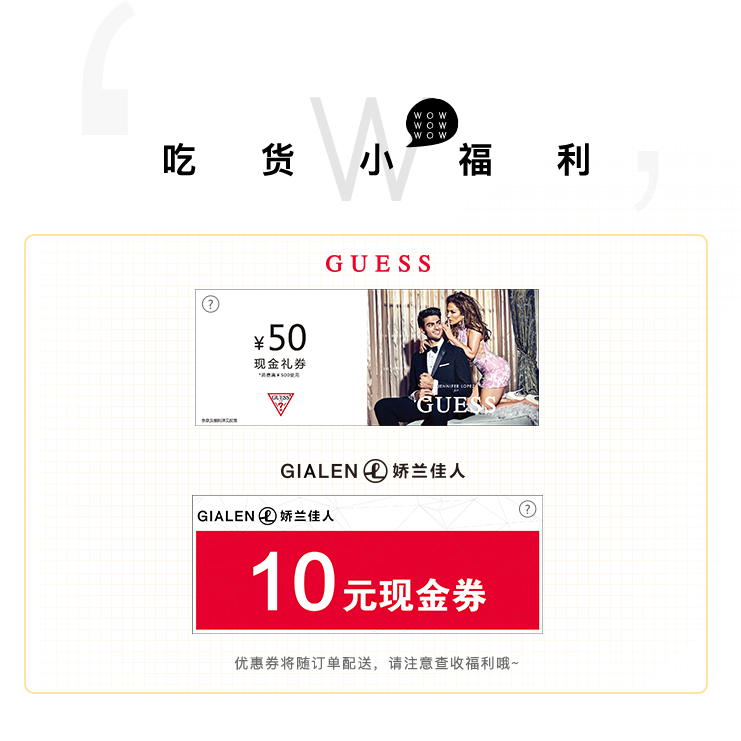 W
WOW
WOW
WOW
吃货小福利
GUESS
?
¥50
现金礼券
*消费满¥500使用
GUESS
?
JENNIFER LOPEZ
for
GUESS
GIALEN 娇兰佳人
GIALEN 娇兰佳人
?
10元现金券
优惠券将随订单配送，请注意查收福利哦~